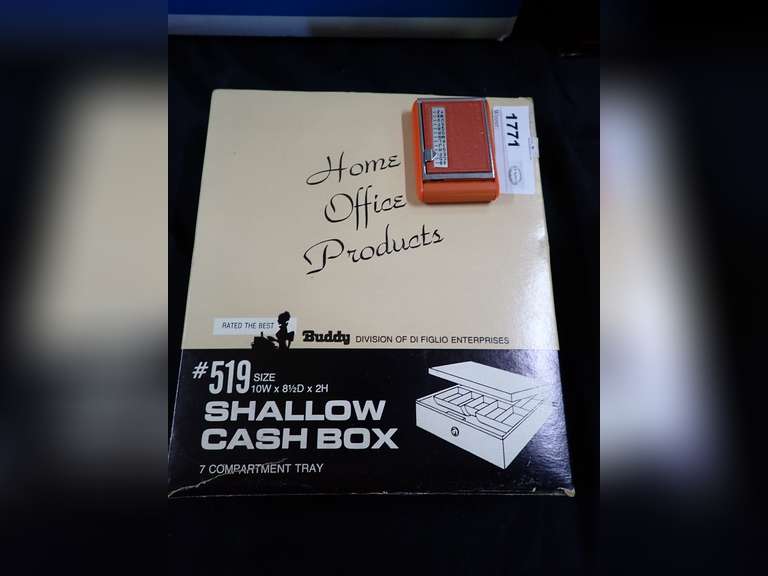 1771
Home
Office
Products
RATED THE BEST
Buddy DIVISION OF DI FIGLIO ENTERPRISES
#519 SIZE
10W x 8½D x 2H
SHALLOW
CASH BOX
7 COMPARTMENT TRAY